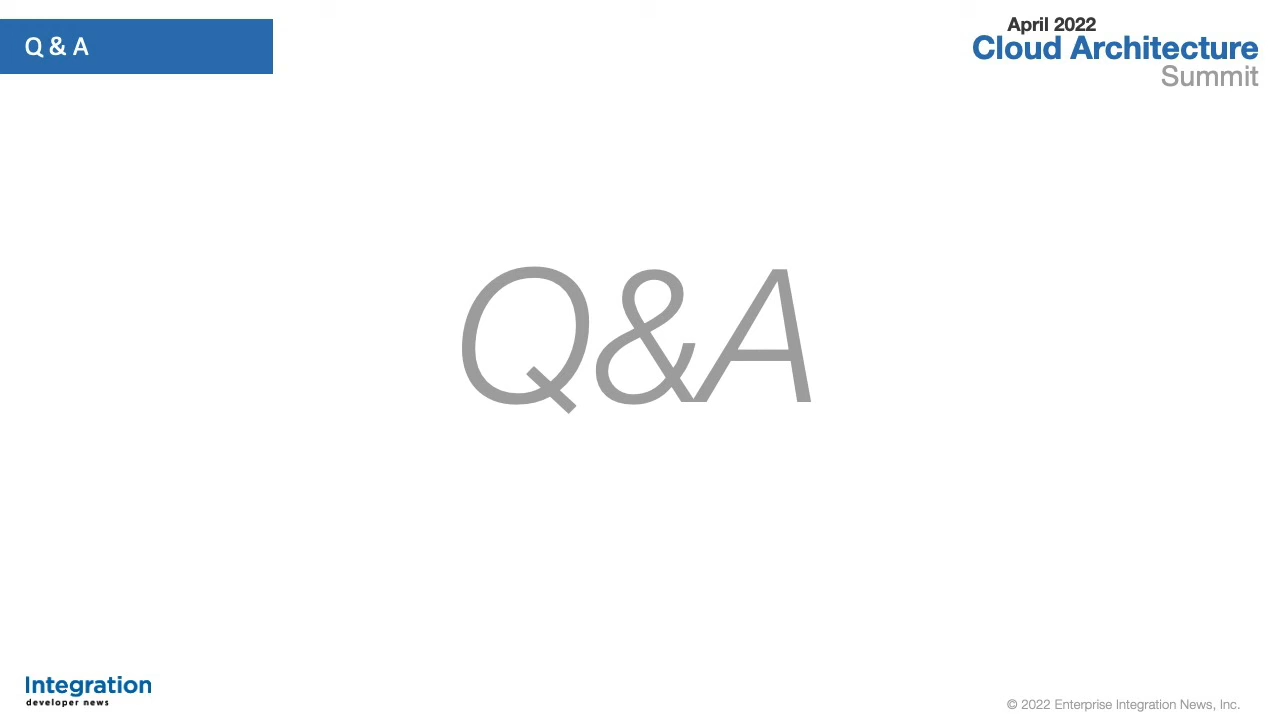 Q & A
April 2022
Cloud Architecture
Summit
Q&A
Integration
developer news
© 2022 Enterprise Integration News, Inc.